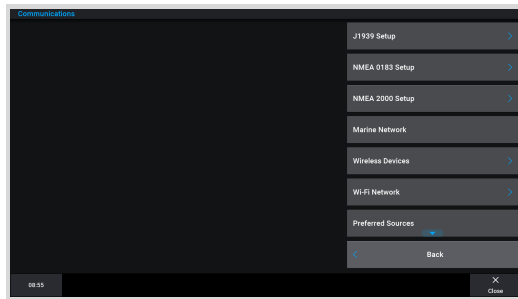 Communications
J1939 Setup
NMEA 0183 Setup
NMEA 2000 Setup
Marine Network
Wireless Devices
Wi-Fi Network
Preferred Sources
Back
08:55
Close